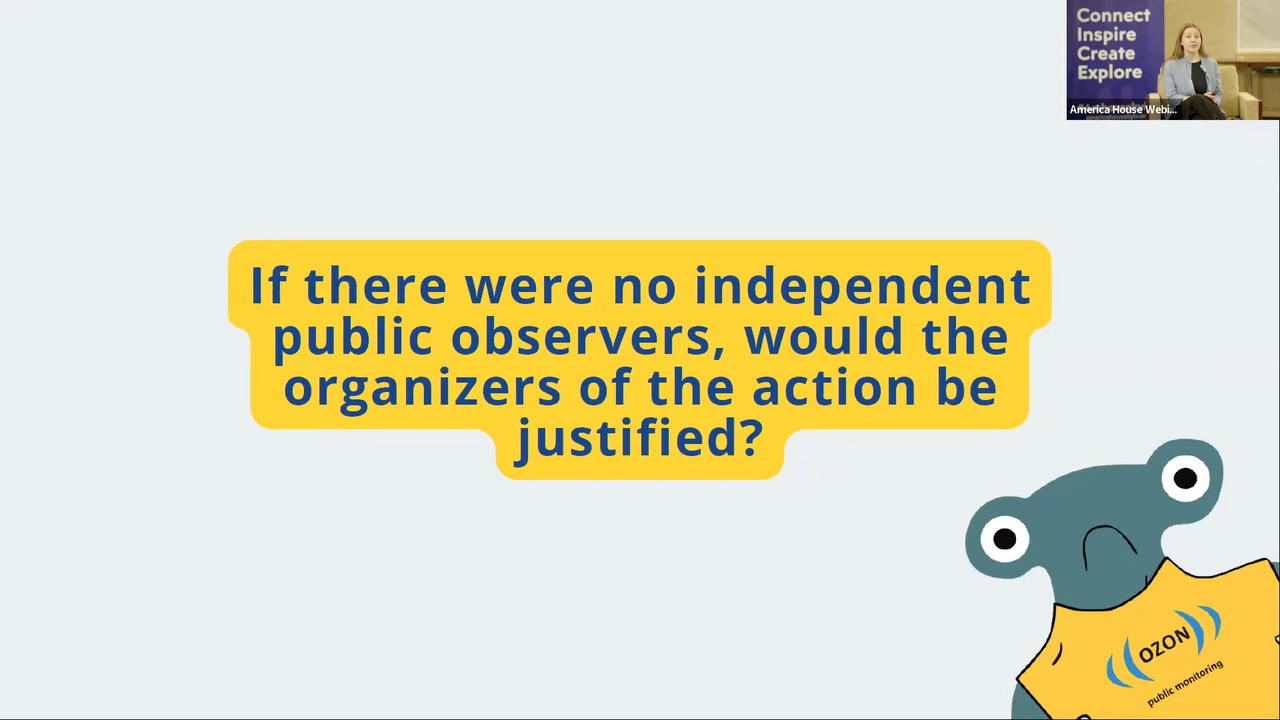 Connect
Inspire
Create
Explore
America House Webi...
If there were no independent
public observers, would the
organizers of the action be
justified?
OZON
public monitoring